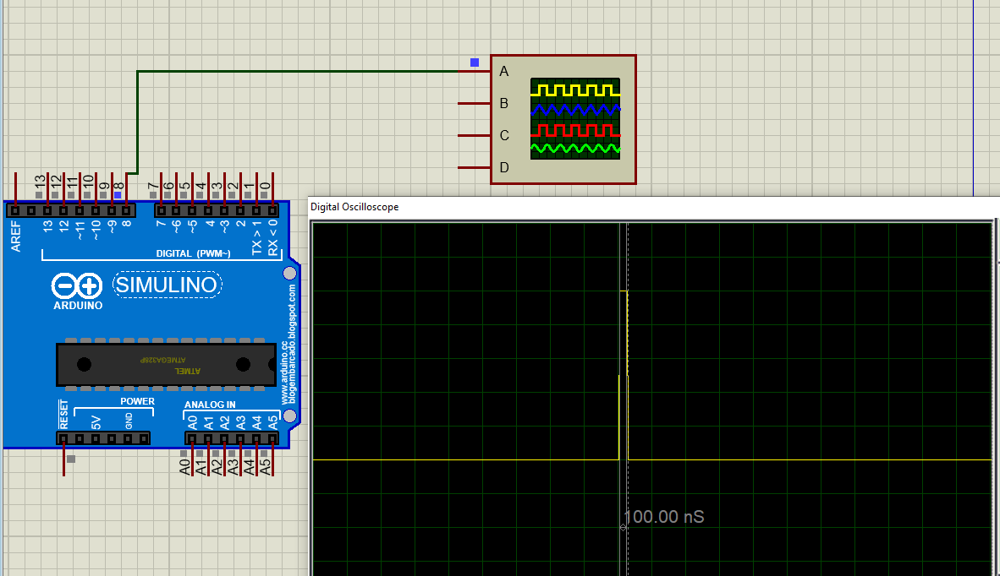 A
B
C
D
13
12
11
10
9
8
7
6
5
4
3
2
1
0
Digital Oscilloscope
AREF
13
12
~11
~10
~9
8
7
~6
~5
4
~3
2
TX > 1
RX < 0
DIGITAL (PWM~)
SIMULINO
ARDUINO
www.arduino.cc
blogembarcado.blogspot.com
ATMEGA328P
ATMEL
RESET
POWER
5V
GND
ANALOG IN
A0
A1
A2
A3
A4
A5
A0
A1
A2
A3
A4
A5
100.00 nS